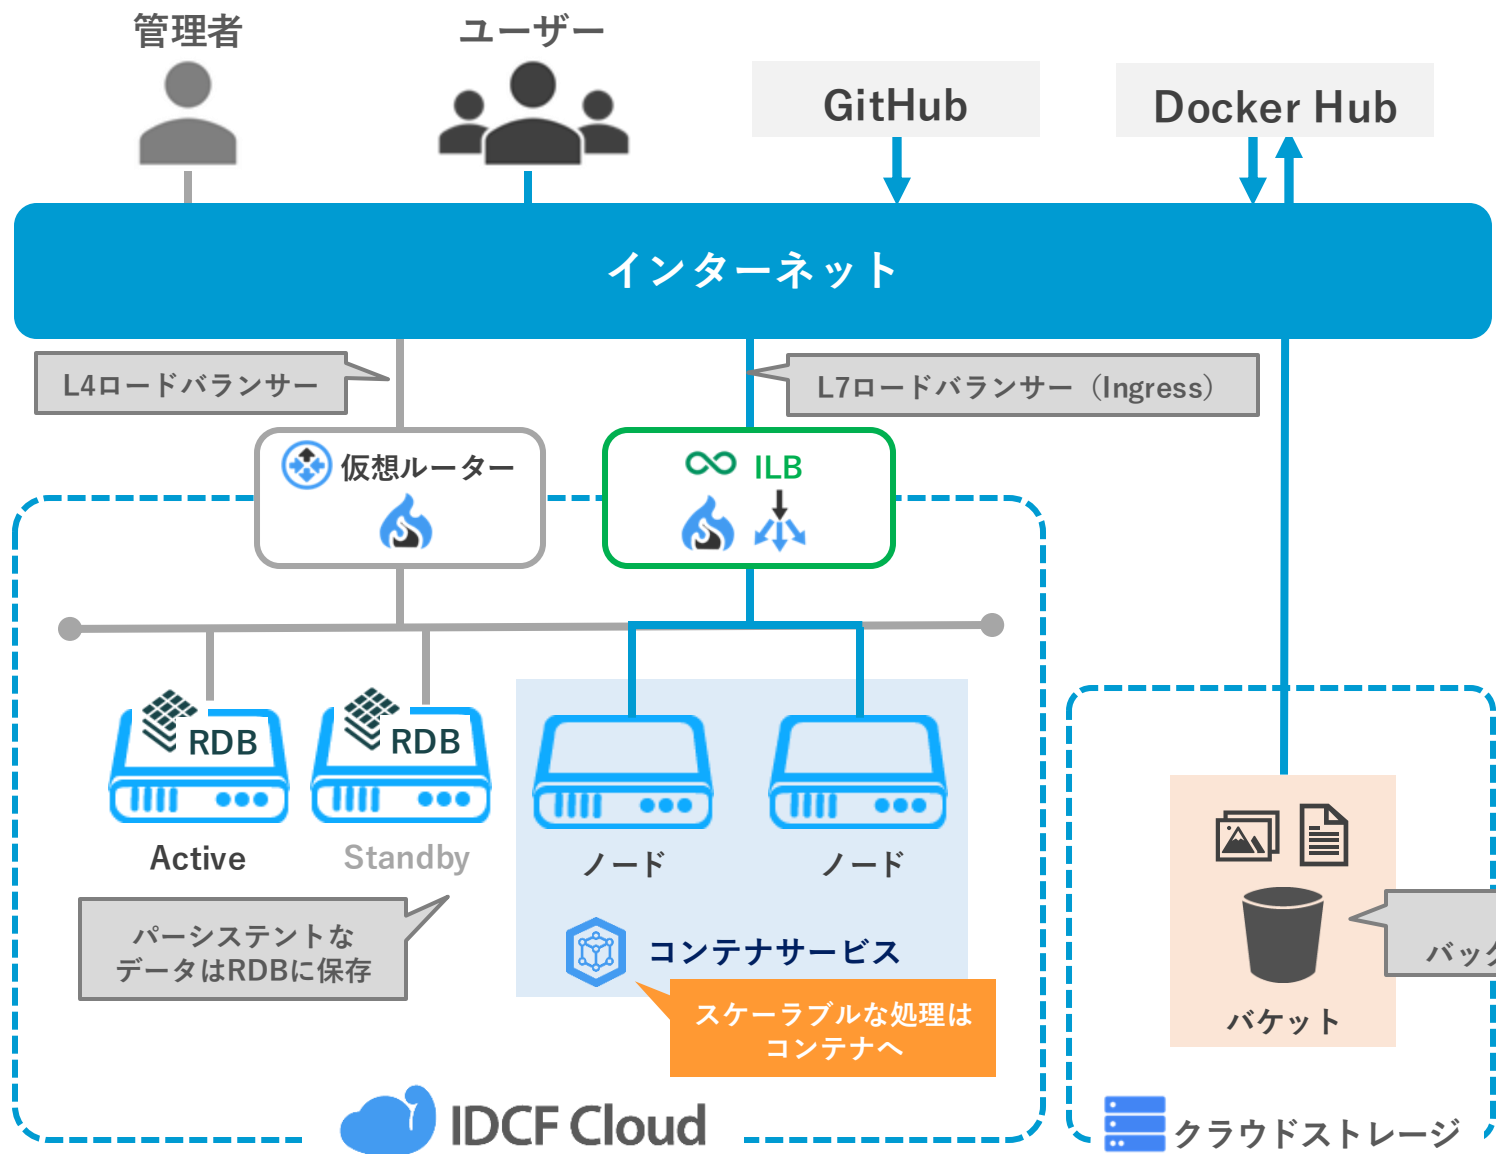 管理者
ユーザー
GitHub
Docker Hub
インターネット
L4ロードバランサー
L7ロードバランサー（Ingress）
仮想ルーター
ILB
RDB
RDB
Active
Standby
ノード
ノード
パーシステントな
データはRDBに保存
コンテナサービス
スケーラブルな処理は
コンテナへ
バック
バケット
IDCF Cloud
クラウドストレージ